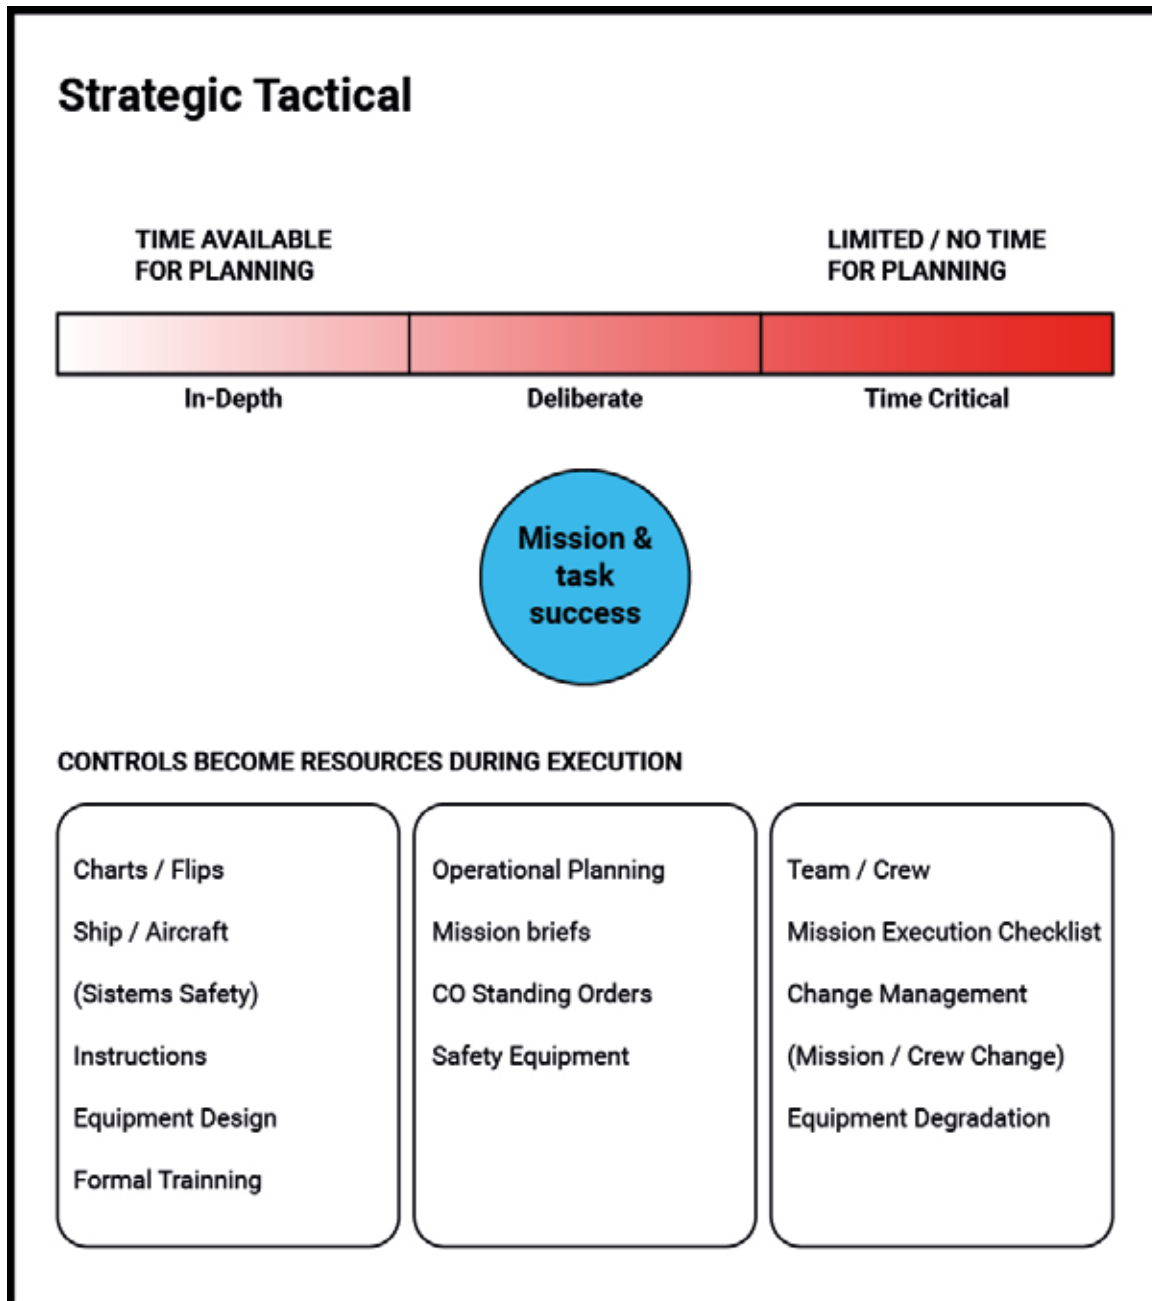 Strategic Tactical
TIME AVAILABLE
FOR PLANNING
LIMITED / NO TIME
FOR PLANNING
In-Depth
Deliberate
Time Critical
Mission &
task
success
CONTROLS BECOME RESOURCES DURING EXECUTION
Charts / Flips
Ship / Aircraft
(Sistems Safety)
Instructions
Equipment Design
Formal Trainning
Operational Planning
Mission briefs
CO Standing Orders
Safety Equipment
Team / Crew
Mission Execution Checklist
Change Management
(Mission / Crew Change)
Equipment Degradation